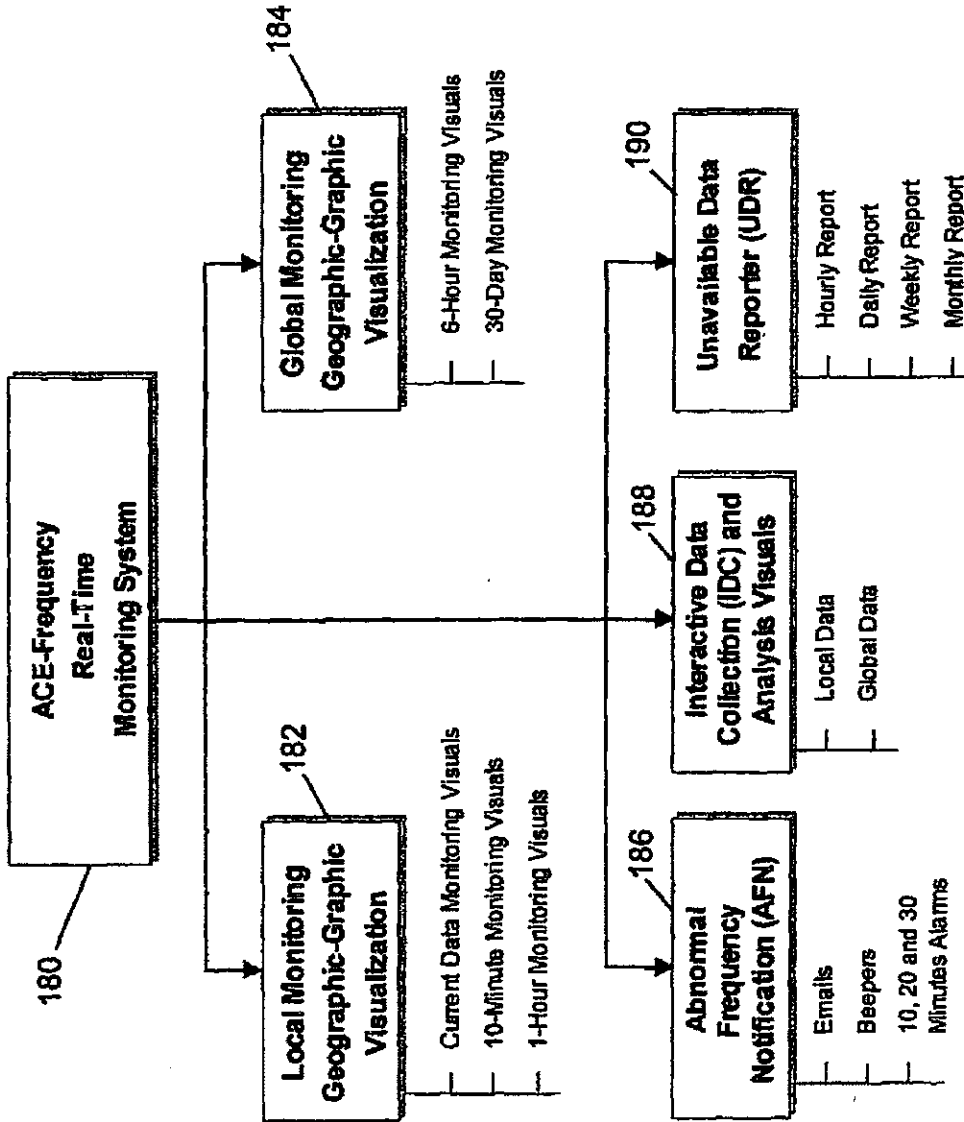 ACE-Frequency
Real-Time
Monitoring System
180
Local Monitoring
Geographic-Graphic
Visualization
182
Current Data Monitoring Visuals
10-Minute Monitoring Visuals
1-Hour Monitoring Visuals
Global Monitoring
Geographic-Graphic
Visualization
184
6-Hour Monitoring Visuals
30-Day Monitoring Visuals
Abnormal
Frequency
Notification (AFN)
186
Emails
Beepers
10, 20 and 30
Minutes Alarms
Interactive Data
Collection (IDC) and
Analysis Visuals
188
Local Data
Global Data
Unavailable Data
Reporter (UDR)
190
Hourly Report
Daily Report
Weekly Report
Monthly Report